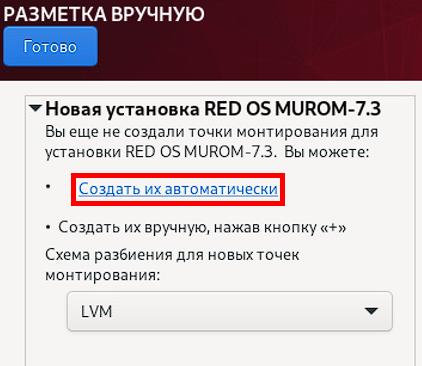 РАЗМЕТКА ВРУЧНУЮ
Готово
Новая установка RED OS MUROM-7.3
Вы еще не создали точки монтирования для
установки RED OS MUROM-7.3. Вы можете:
• Создать их автоматически
• Создать их вручную, нажав кнопку «+»
Схема разбиения для новых точек
монтирования:
LVM